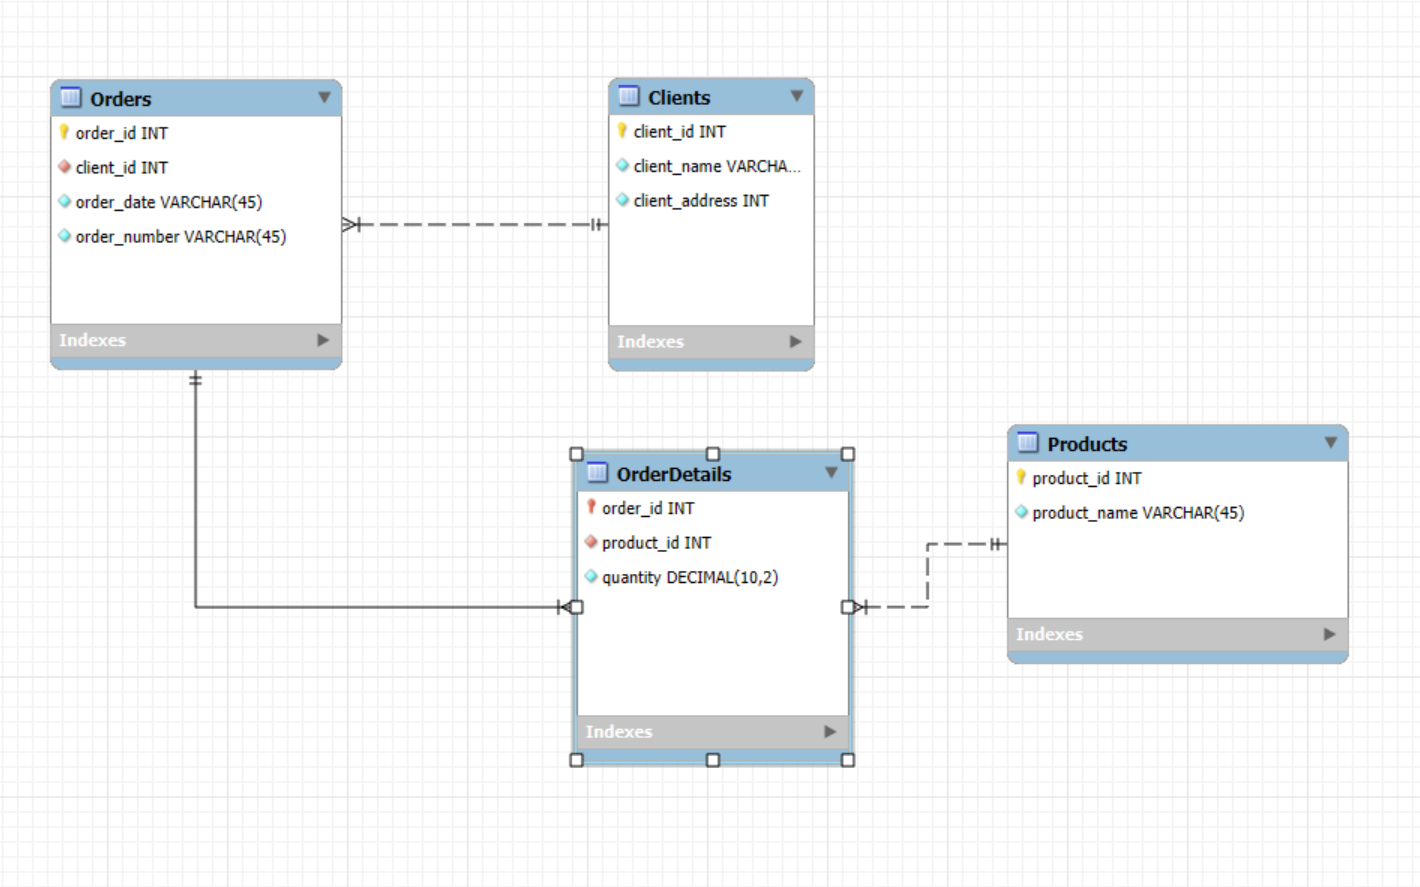 Orders
order_id INT
client_id INT
order_date VARCHAR(45)
order_number VARCHAR(45)
Indexes
Clients
client_id INT
client_name VARCHA...
client_address INT
Indexes
OrderDetails
order_id INT
product_id INT
quantity DECIMAL(10,2)
Indexes
Products
product_id INT
product_name VARCHAR(45)
Indexes